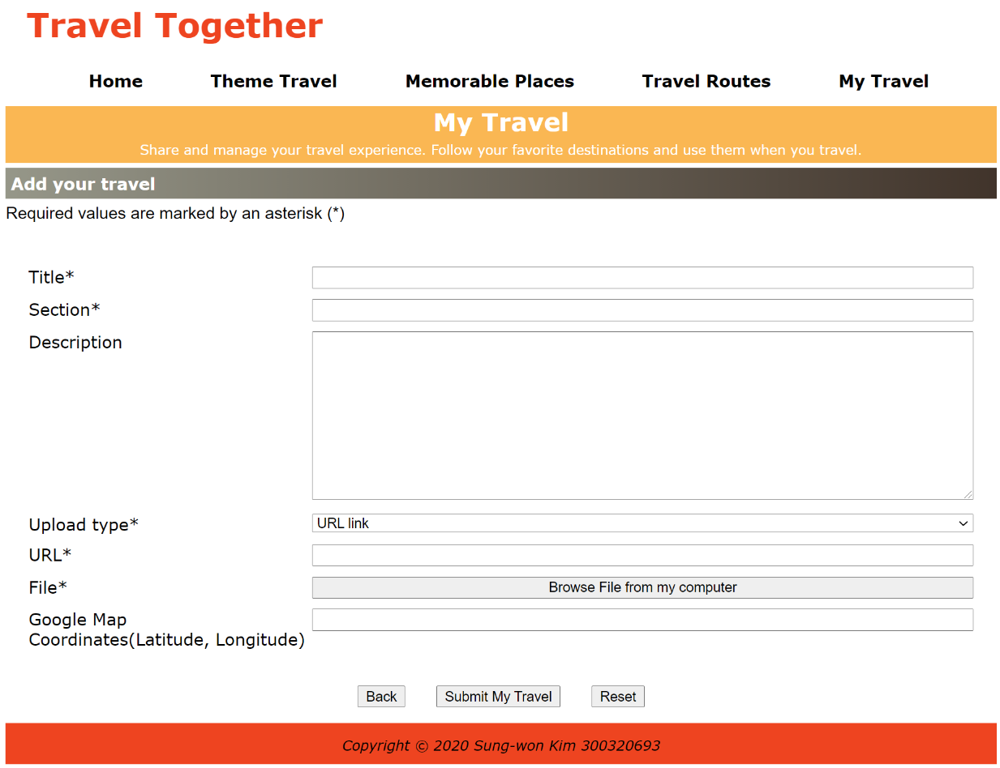 Travel Together
Home Theme Travel Memorable Places Travel Routes My Travel
My Travel
Share and manage your travel experience. Follow your favorite destinations and use them when you travel.
Add your travel
Required values are marked by an asterisk (*)
Title*
Section*
Description
Upload type* URL link
URL*
File* Browse File from my computer
Google Map
Coordinates(Latitude, Longitude)
Back Submit My Travel Reset
Copyright © 2020 Sung-won Kim 300320693